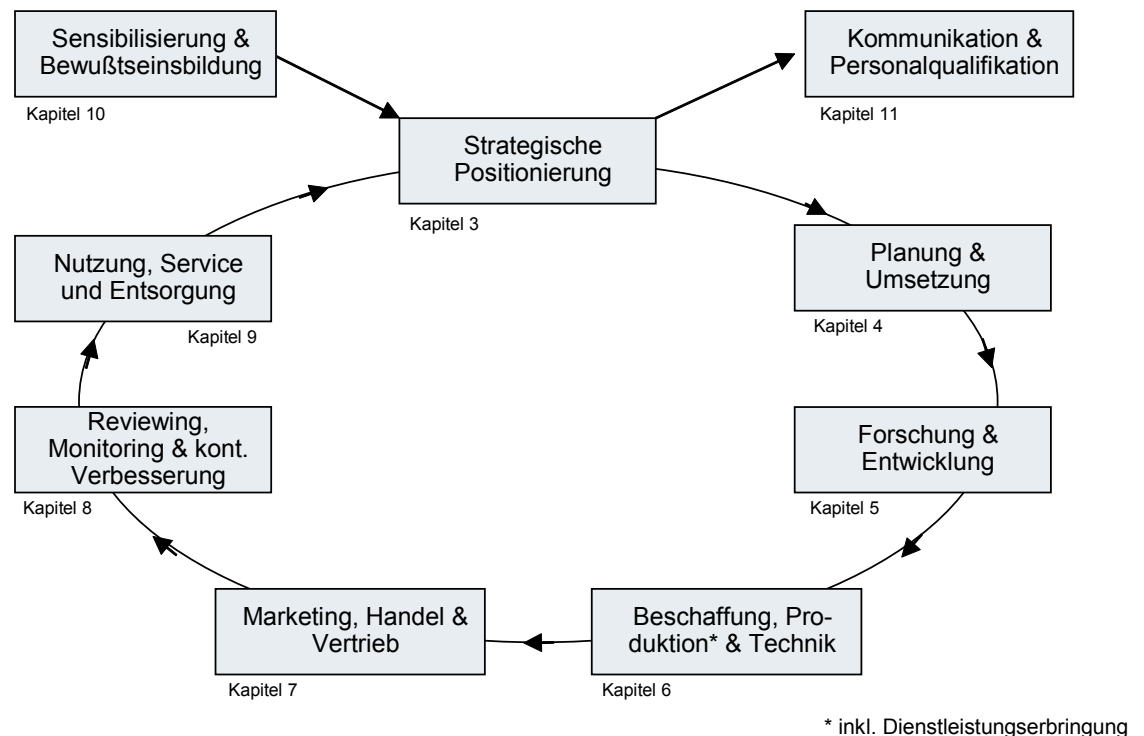 Sensibilisierung &
Bewußtseinsbildung
Kapitel 10
Kommunikation &
Personalqualifikation
Kapitel 11
Strategische
Positionierung
Kapitel 3
Planung &
Umsetzung
Kapitel 4
Forschung &
Entwicklung
Kapitel 5
Beschaffung, Pro-
duktion* & Technik
Kapitel 6
Marketing, Handel &
Vertrieb
Kapitel 7
Reviewing,
Monitoring & kont.
Verbesserung
Kapitel 8
Nutzung, Service
und Entsorgung
Kapitel 9
* inkl. Dienstleistungserbringung